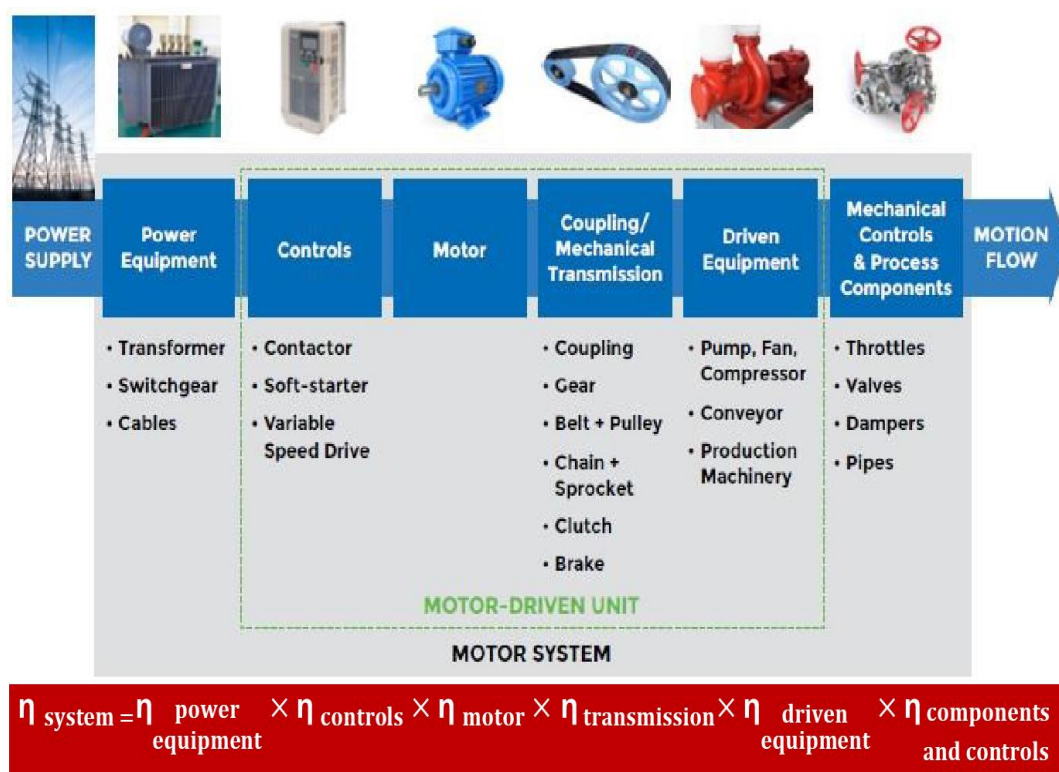 POWER
SUPPLY
Power
Equipment
Controls
Motor
Coupling/
Mechanical
Transmission
Driven
Equipment
Mechanical
Controls
& Process
Components
MOTION
FLOW
• Transformer
• Switchgear
• Cables
• Contactor
• Soft-starter
• Variable
Speed Drive
• Coupling
• Gear
• Belt + Pulley
• Chain +
Sprocket
• Clutch
• Brake
• Pump, Fan,
Compressor
• Conveyor
• Production
Machinery
• Throttles
• Valves
• Dampers
• Pipes
MOTOR-DRIVEN UNIT
MOTOR SYSTEM
η system = η power × η controls × η motor × η transmission × η driven × η components
equipment equipment and controls